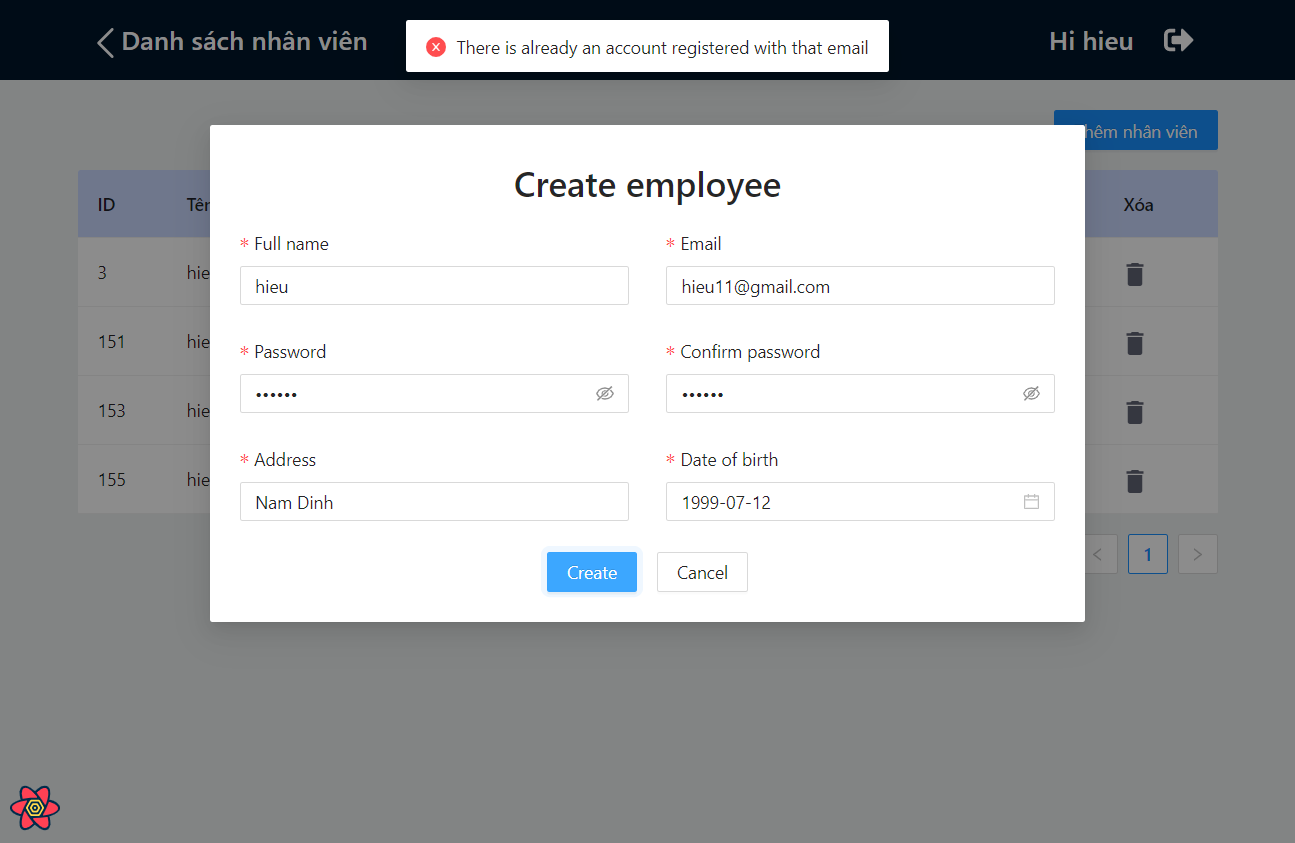 Danh sách nhân viên
There is already an account registered with that email
Hi hieu
hêm nhân viên
Create employee
ID
Tên
Xóa
* Full name
* Email
3
hie
hieu
hieu11@gmail.com
151
hie
* Password
* Confirm password
••••••
••••••
153
hie
* Address
* Date of birth
155
hie
Nam Dinh
1999-07-12
Create
Cancel
< 1 >